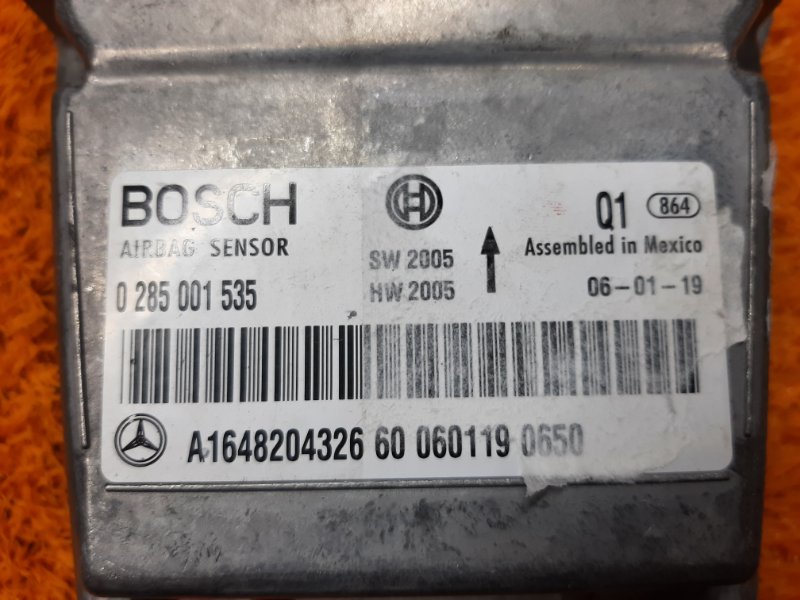 BOSCH
AIRBAG SENSOR
0 285 001 535
SW 2005
HW 2005
Q1 864
Assembled in Mexico
06-01-19
A1648204326 60 060119 0650